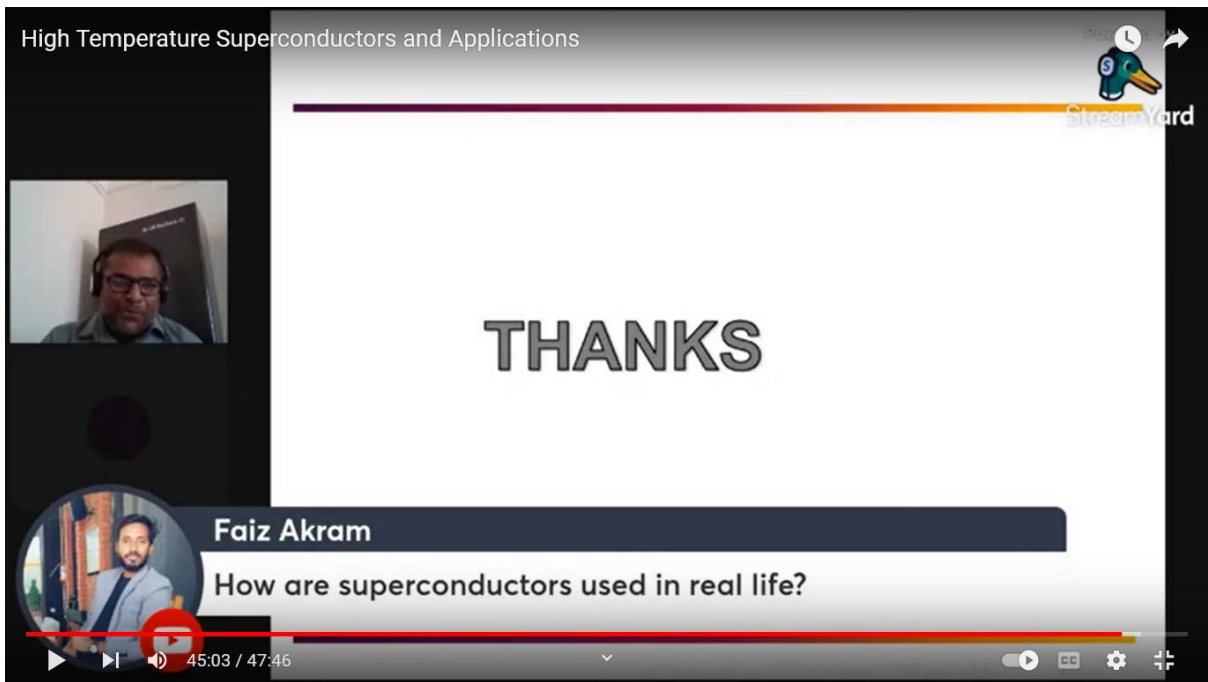 High Temperature Superconductors and Applications
StreamYard
THANKS
Faiz Akram
How are superconductors used in real life?
45:03 / 47:46
CC